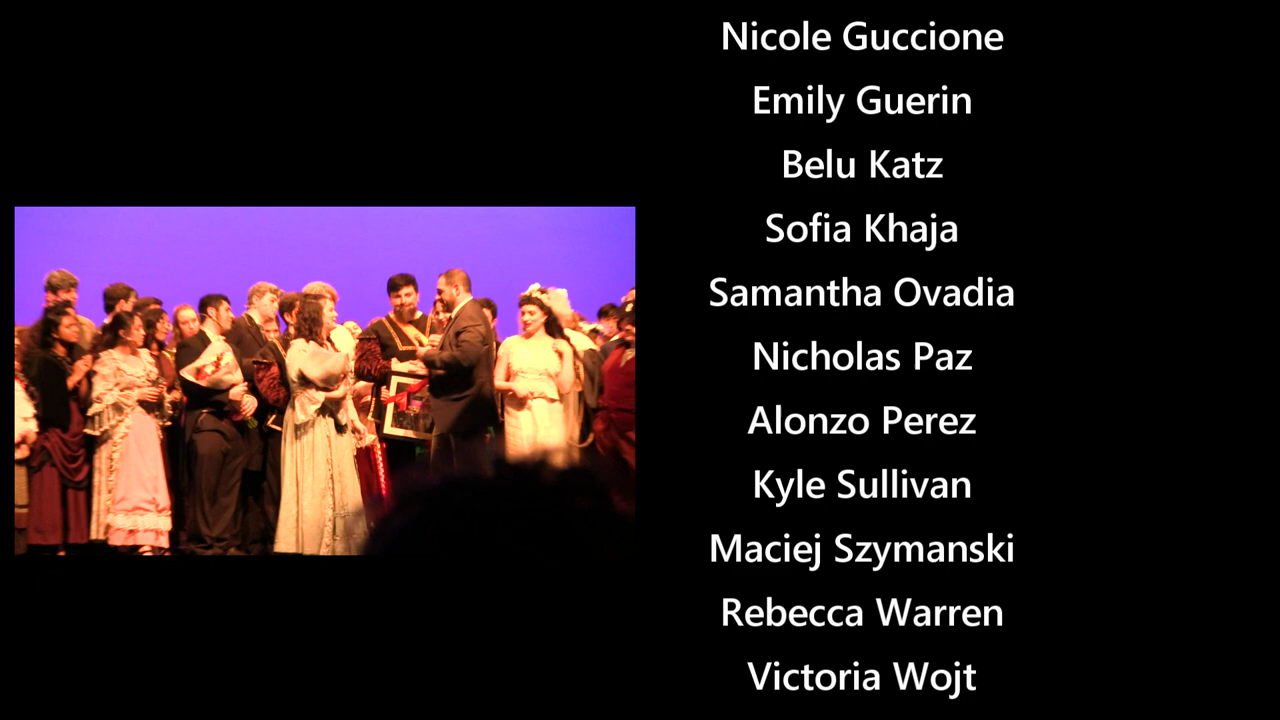 Nicole Guccione
Emily Guerin
Belu Katz
Sofia Khaja
Samantha Ovadia
Nicholas Paz
Alonzo Perez
Kyle Sullivan
Maciej Szymanski
Rebecca Warren
Victoria Wojt